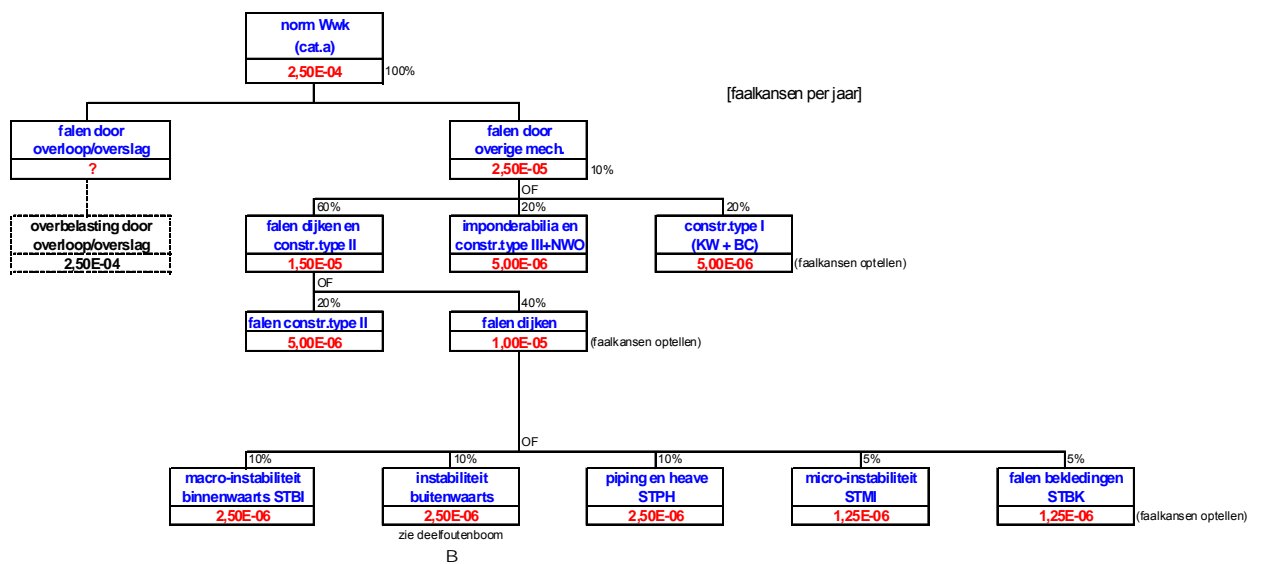 norm Wwk
(cat.a)
2,50E-04
100%
[faalkansen per jaar]
falen door
overloop/overslag
?
falen door
overige mech.
2,50E-05
10%
OF
overbelasting door
overloop/overslag
2,50E-04
60%
falen dijken en
constr.type II
1,50E-05
20%
imponderabilia en
constr.type III+NWO
5,00E-06
20%
constr.type I
(KW + BC)
5,00E-06
(faalkansen optellen)
OF
20%
falen constr.type II
5,00E-06
40%
falen dijken
1,00E-05
(faalkansen optellen)
OF
10%
macro-instabiliteit
binnenwaarts STBI
2,50E-06
10%
instabiliteit
buitenwaarts
2,50E-06
zie deelfoutenboom
B
10%
piping en heave
STPH
2,50E-06
5%
micro-instabiliteit
STMI
1,25E-06
5%
falen bekledingen
STBK
1,25E-06
(faalkansen optellen)